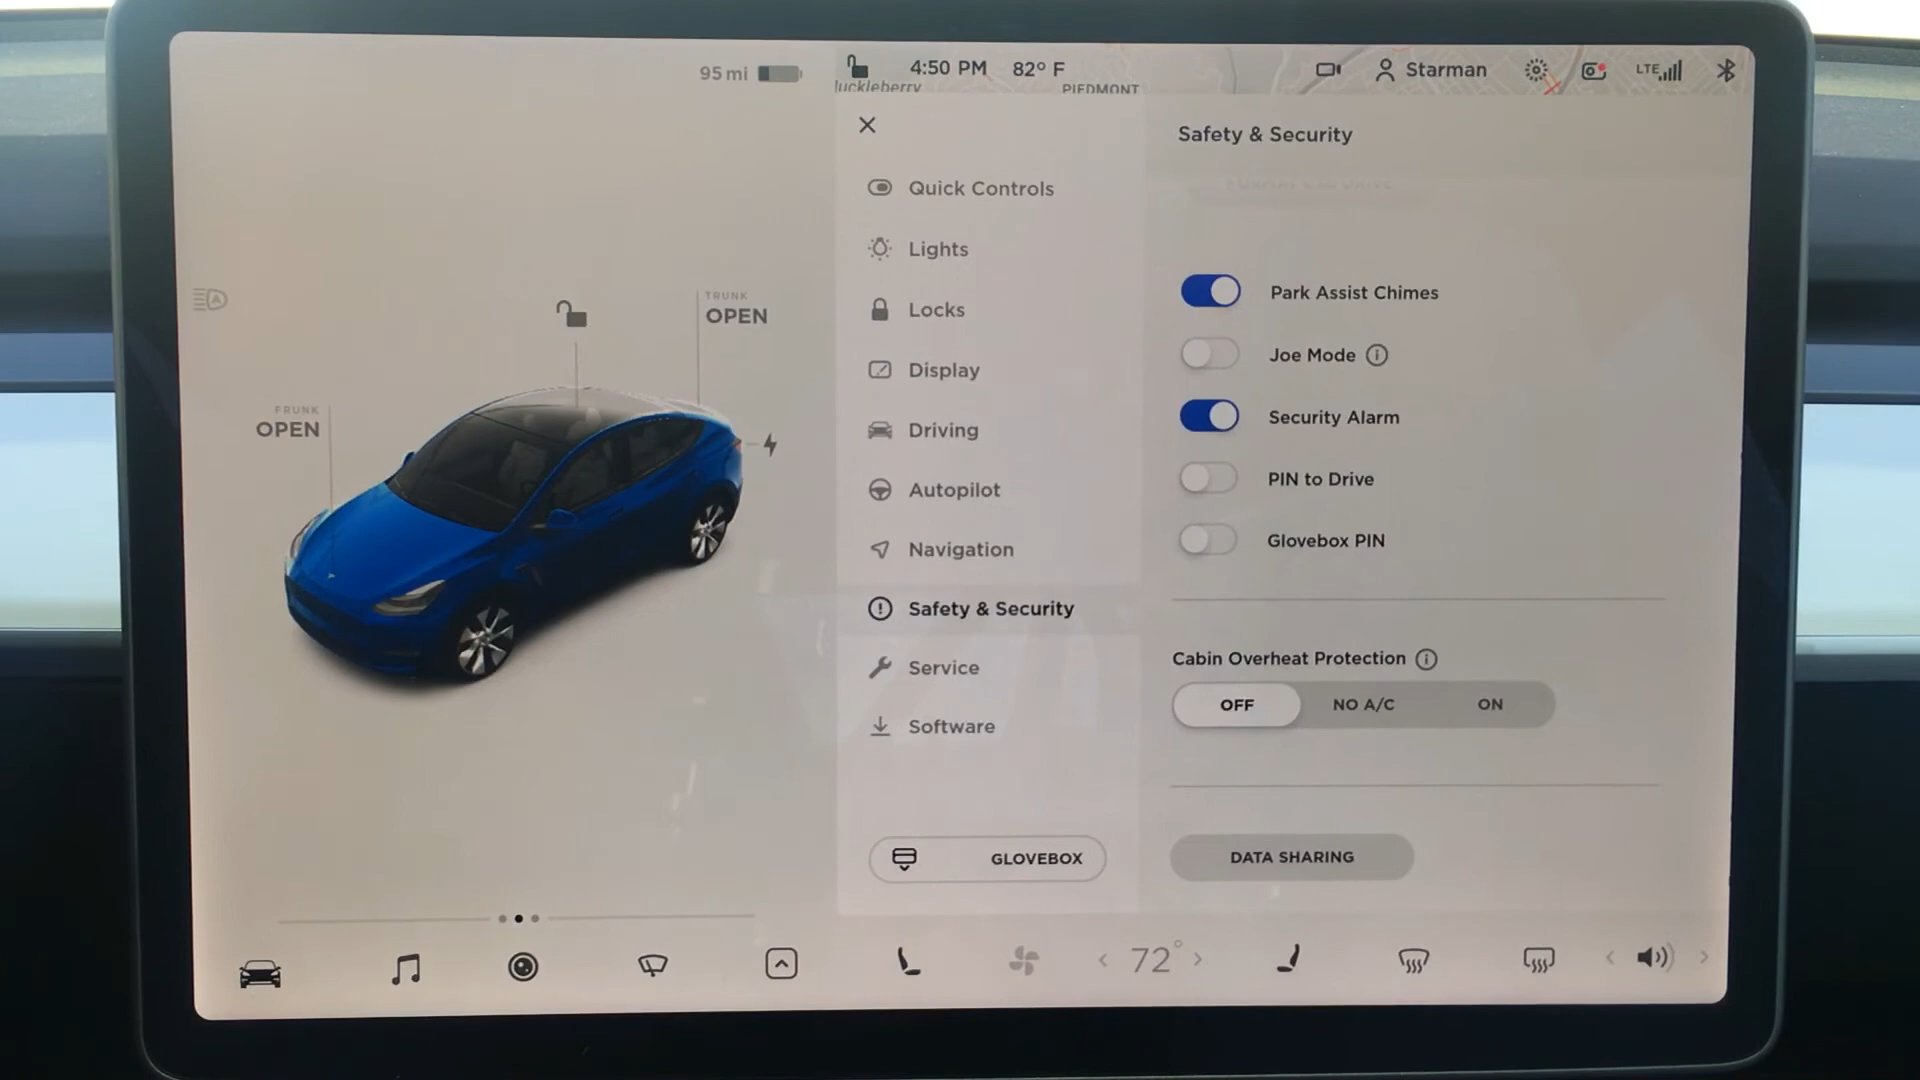 95 mi
4:50 PM 82° F
Starman
LTE
luckleberry
PIEDMONT
Safety & Security
Quick Controls
Lights
Locks
Display
Driving
Autopilot
Navigation
Safety & Security
Service
Software
GLOVEBOX
TRUNK
OPEN
FRUNK
OPEN
Park Assist Chimes
Joe Mode
Security Alarm
PIN to Drive
Glovebox PIN
Cabin Overheat Protection
OFF NO A/C ON
DATA SHARING
72°